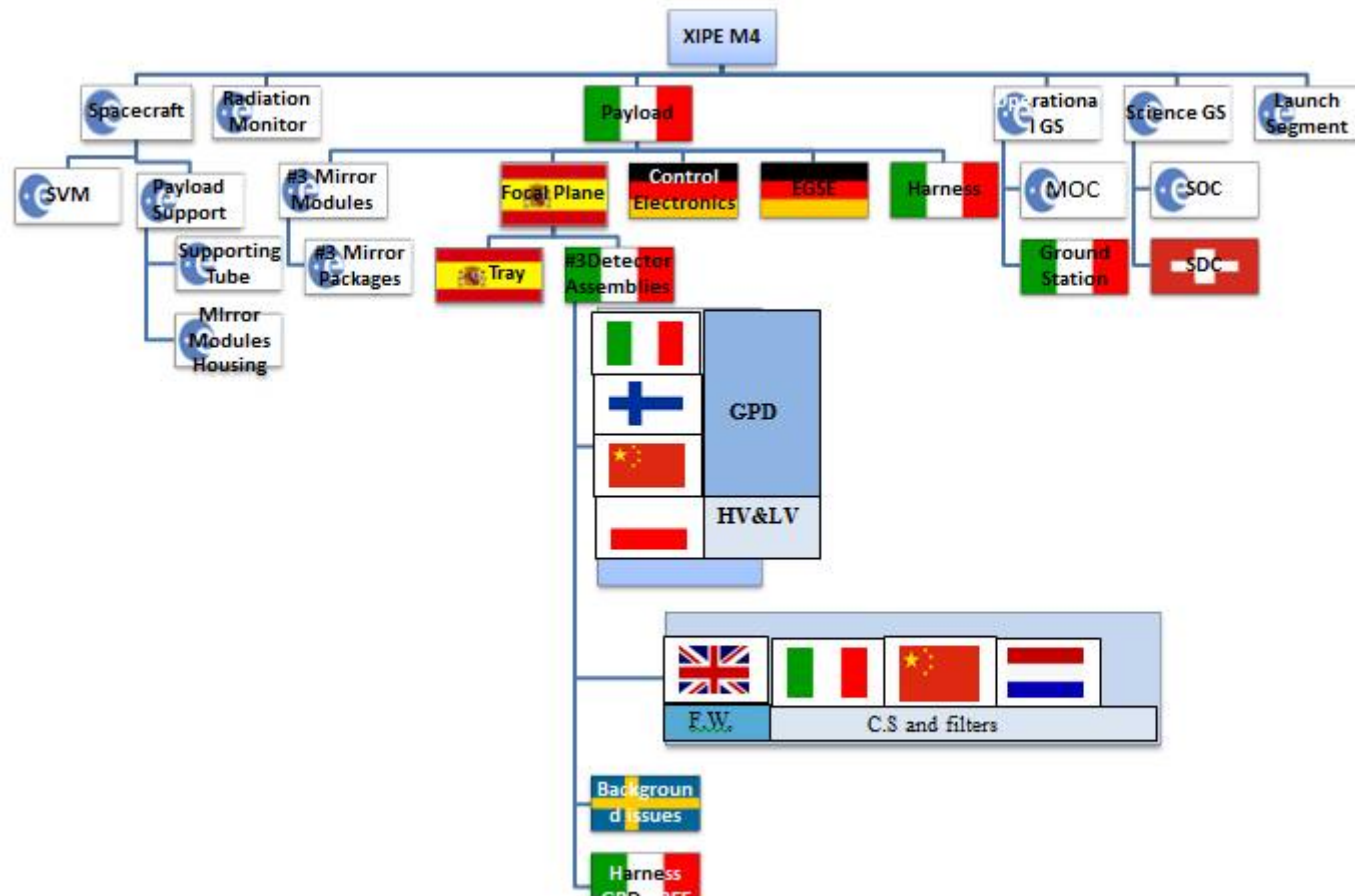 XIPE M4
Spacecraft
Radiation
Monitor
Payload
Operationa
l GS
Science GS
Launch
Segment
SVM
Payload
Support
#3 Mirror
Modules
Focal Plane
Control
Electronics
EGSE
Harness
MOC
SOC
Supporting
Tube
#3 Mirror
Packages
Tray
#3Detector
Assemblies
Ground
Station
SDC
MIrror
Modules
Housing
GPD
HV&LV
F.W.
C.S and filters
Backgroun
d issues
Harness